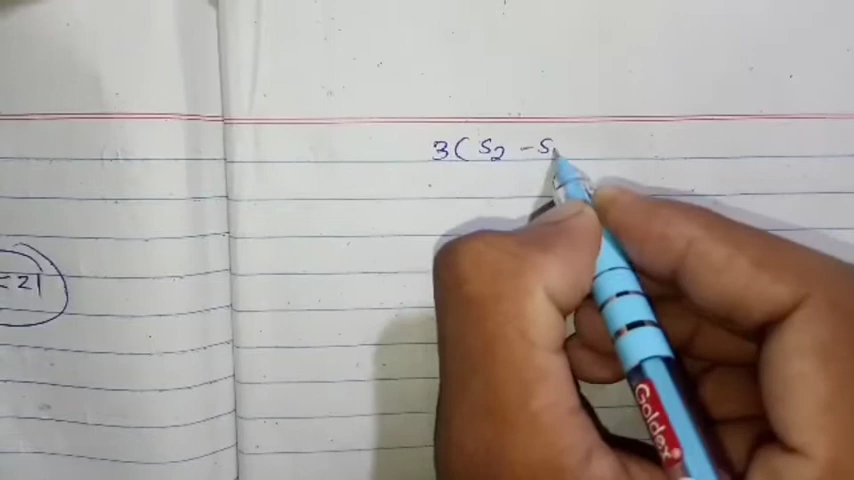 3( S₂ - S
= 21
Goldex